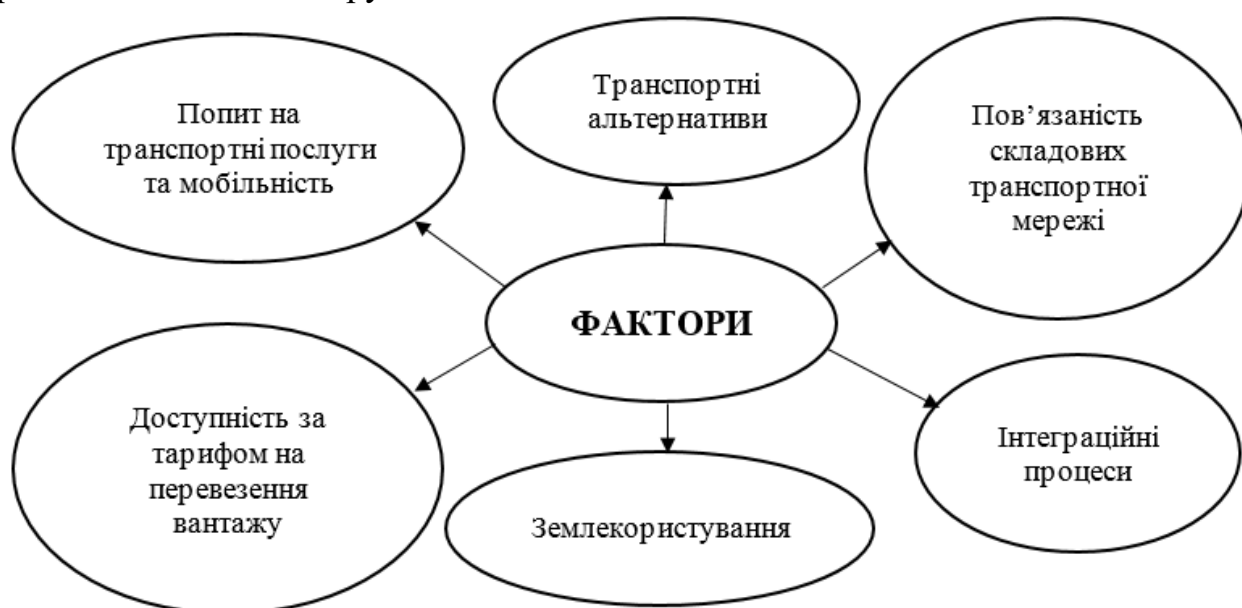 Попит на
транспортні послуги
та мобільність
Транспортні
альтернативи
Пов’язаність
складових
транспортної
мережі
ФАКТОРИ
Доступність за
тарифом на
перевезення
вантажу
Землекористування
Інтеграційні
процеси